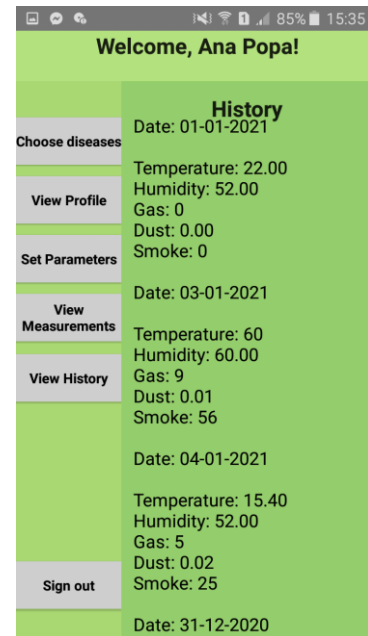 85% 15:35
Welcome, Ana Popa!
Choose diseases
View Profile
Set Parameters
View
Measurements
View History
Sign out
History
Date: 01-01-2021
Temperature: 22.00
Humidity: 52.00
Gas: 0
Dust: 0.00
Smoke: 0
Date: 03-01-2021
Temperature: 60
Humidity: 60.00
Gas: 9
Dust: 0.01
Smoke: 56
Date: 04-01-2021
Temperature: 15.40
Humidity: 52.00
Gas: 5
Dust: 0.02
Smoke: 25
Date: 31-12-2020